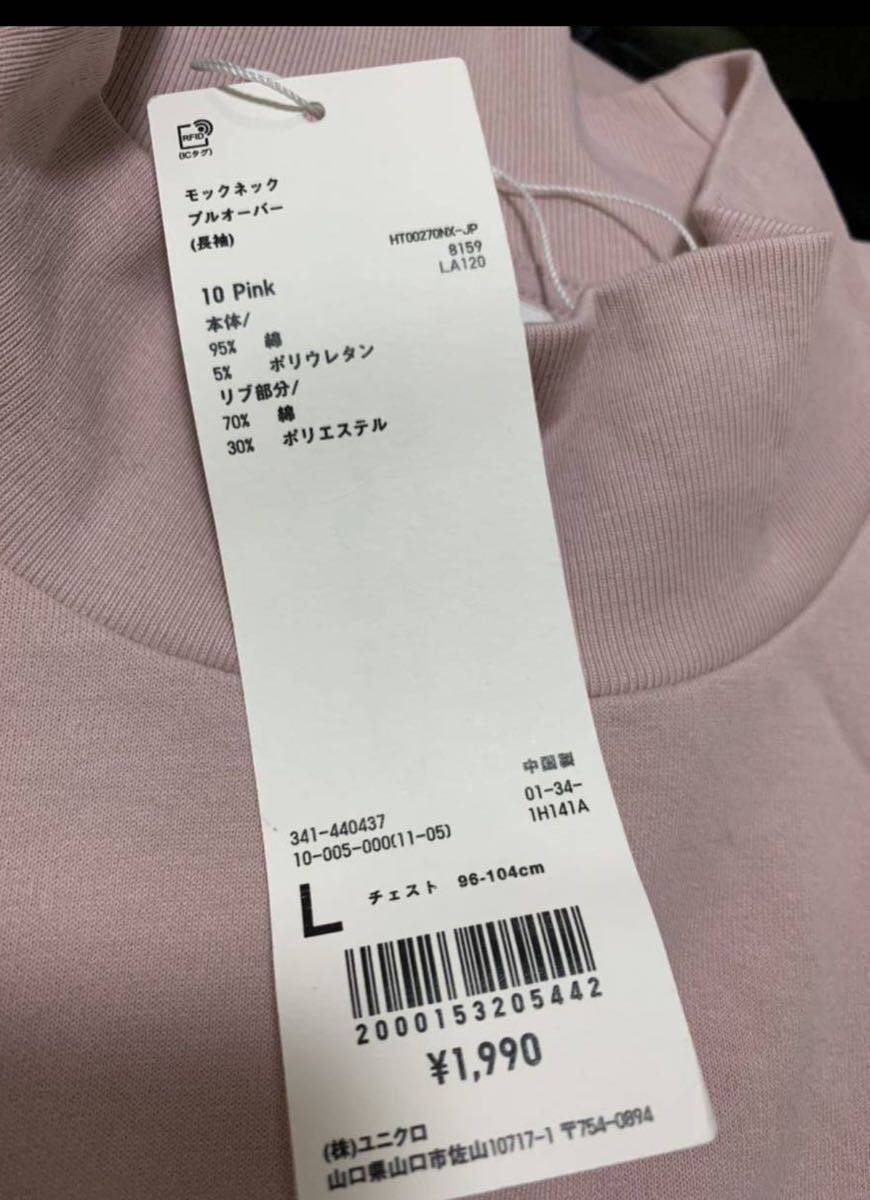 RFID
(ICタグ)
モックネック
プルオーバー
(長袖)
HT00270NX-JP
8159
LA120
10 Pink
本体/
95% 綿
5% ポリウレタン
リブ部分/
70% 綿
30% ポリエステル
中国製
01-34-
1H141A
341-440437
10-005-000(11-05)
L チェスト 96-104cm
2000153205442
¥1,990
(株)ユニクロ
山口県山口市佐山10717-1 〒754-0894